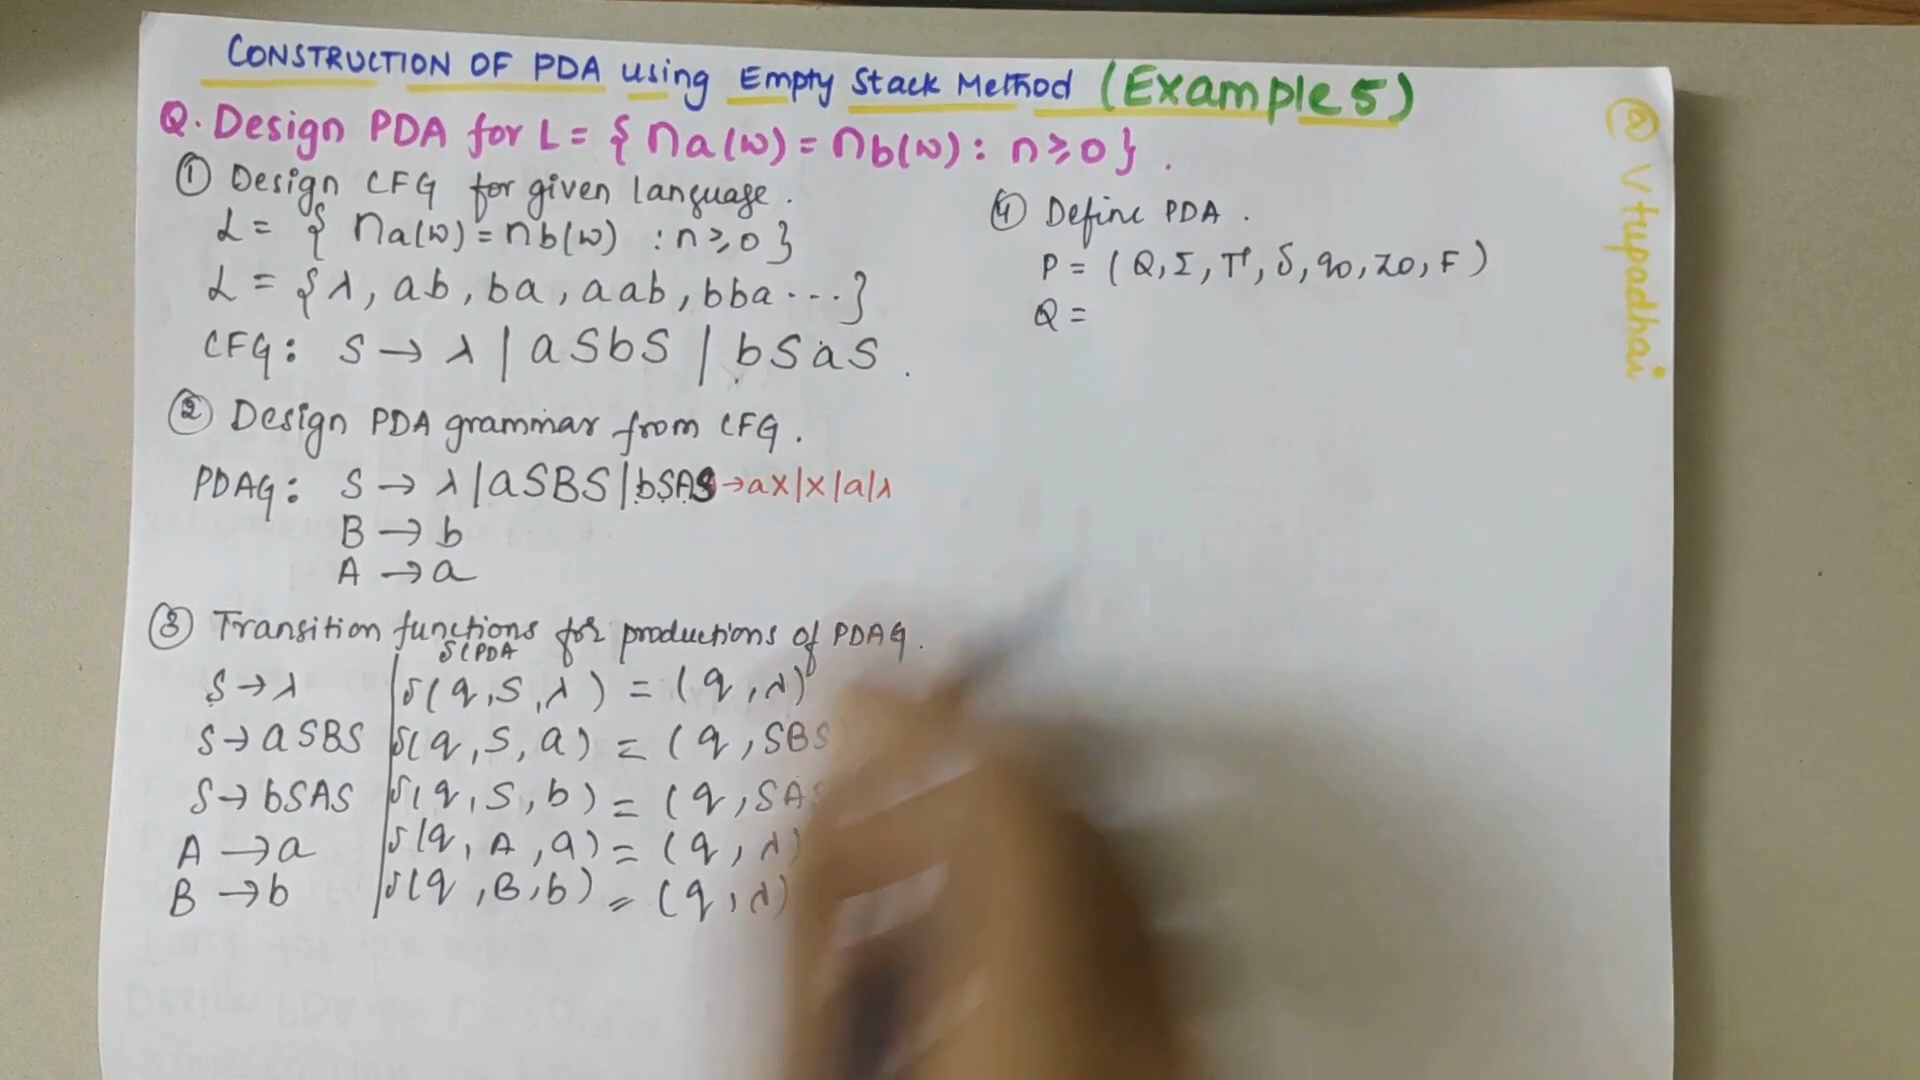 CONSTRUCTION OF PDA using Empty Stack Method (Example 5)
Q. Design PDA for L = { na(w) = nb(w) : n ≥ 0 } .
① Design CFG for given language .
L = { na(w) = nb(w) : n ≥ 0 }
L = { λ, ab, ba, aab, bba ... }
CFG : S → λ | aSbS | bSaS .
② Design PDA grammar from CFG .
PDAG : S → λ | aSBS | bSAS → ax | x | a | λ
B → b
A → a
③ Transition functions for productions of PDAG .
δ(PDA
S → λ | δ(q, S, λ) = (q, λ)
S → aSBS | δ(q, S, a) = (q, SBS
S → bSAS | δ(q, S, b) = (q, SAS
A → a | δ(q, A, a) = (q, λ)
B → b | δ(q, B, b) = (q, λ)
④ Define PDA .
P = ( Q, Σ, Γ, δ, q0, z0, F )
Q =
@ Vtupadhai